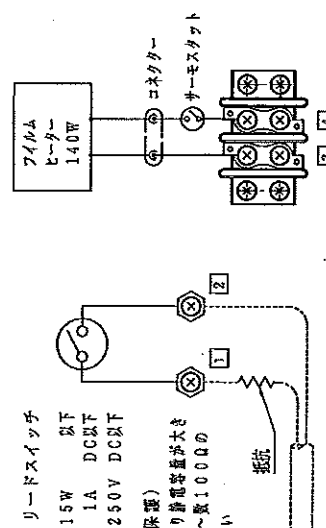 フイルム
ヒーター
140W
コネクター
サーモスタット
リードスイッチ
15W 以下
1A DC以下
250V DC以下
保護)
り静電容量が大き
～数100Ωの
い
1
2
抵抗